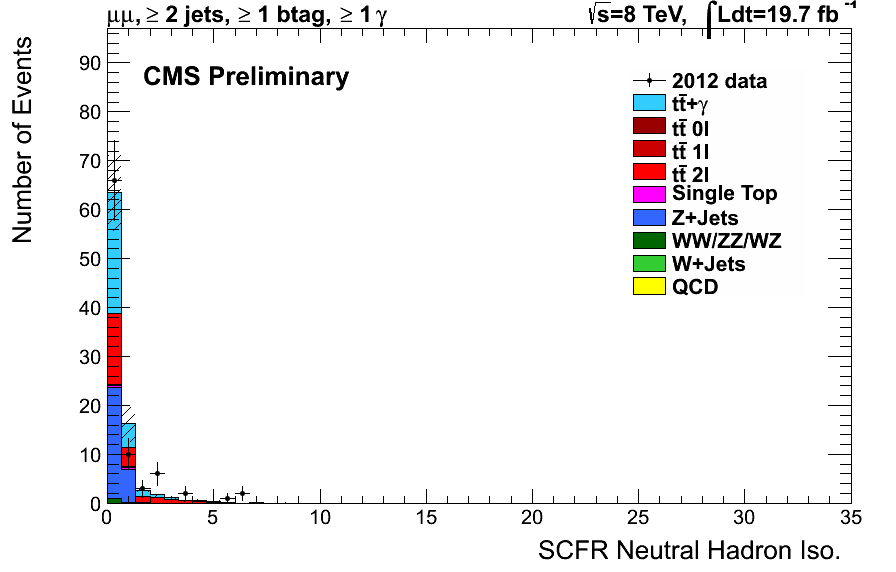 μμ, ≥ 2 jets, ≥ 1 btag, ≥ 1 γ
√s=8 TeV, ∫Ldt=19.7 fb⁻¹
CMS Preliminary
Number of Events
90
80
70
60
50
40
30
20
10
0
2012 data
tt̄+γ
tt̄ 0l
tt̄ 1l
tt̄ 2l
Single Top
Z+Jets
WW/ZZ/WZ
W+Jets
QCD
0 5 10 15 20 25 30 35
SCFR Neutral Hadron Iso.